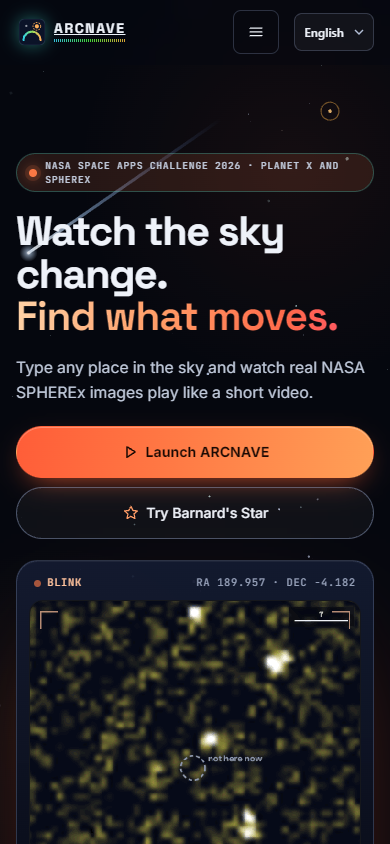 ARCNAVE
English
NASA SPACE APPS CHALLENGE 2026 · PLANET X AND
SPHEREX
Watch the sky
change.
Find what moves.
Type any place in the sky and watch real NASA
SPHEREx images play like a short video.
Launch ARCNAVE
Try Barnard's Star
BLINK
RA 189.957 · DEC -4.182
not here now